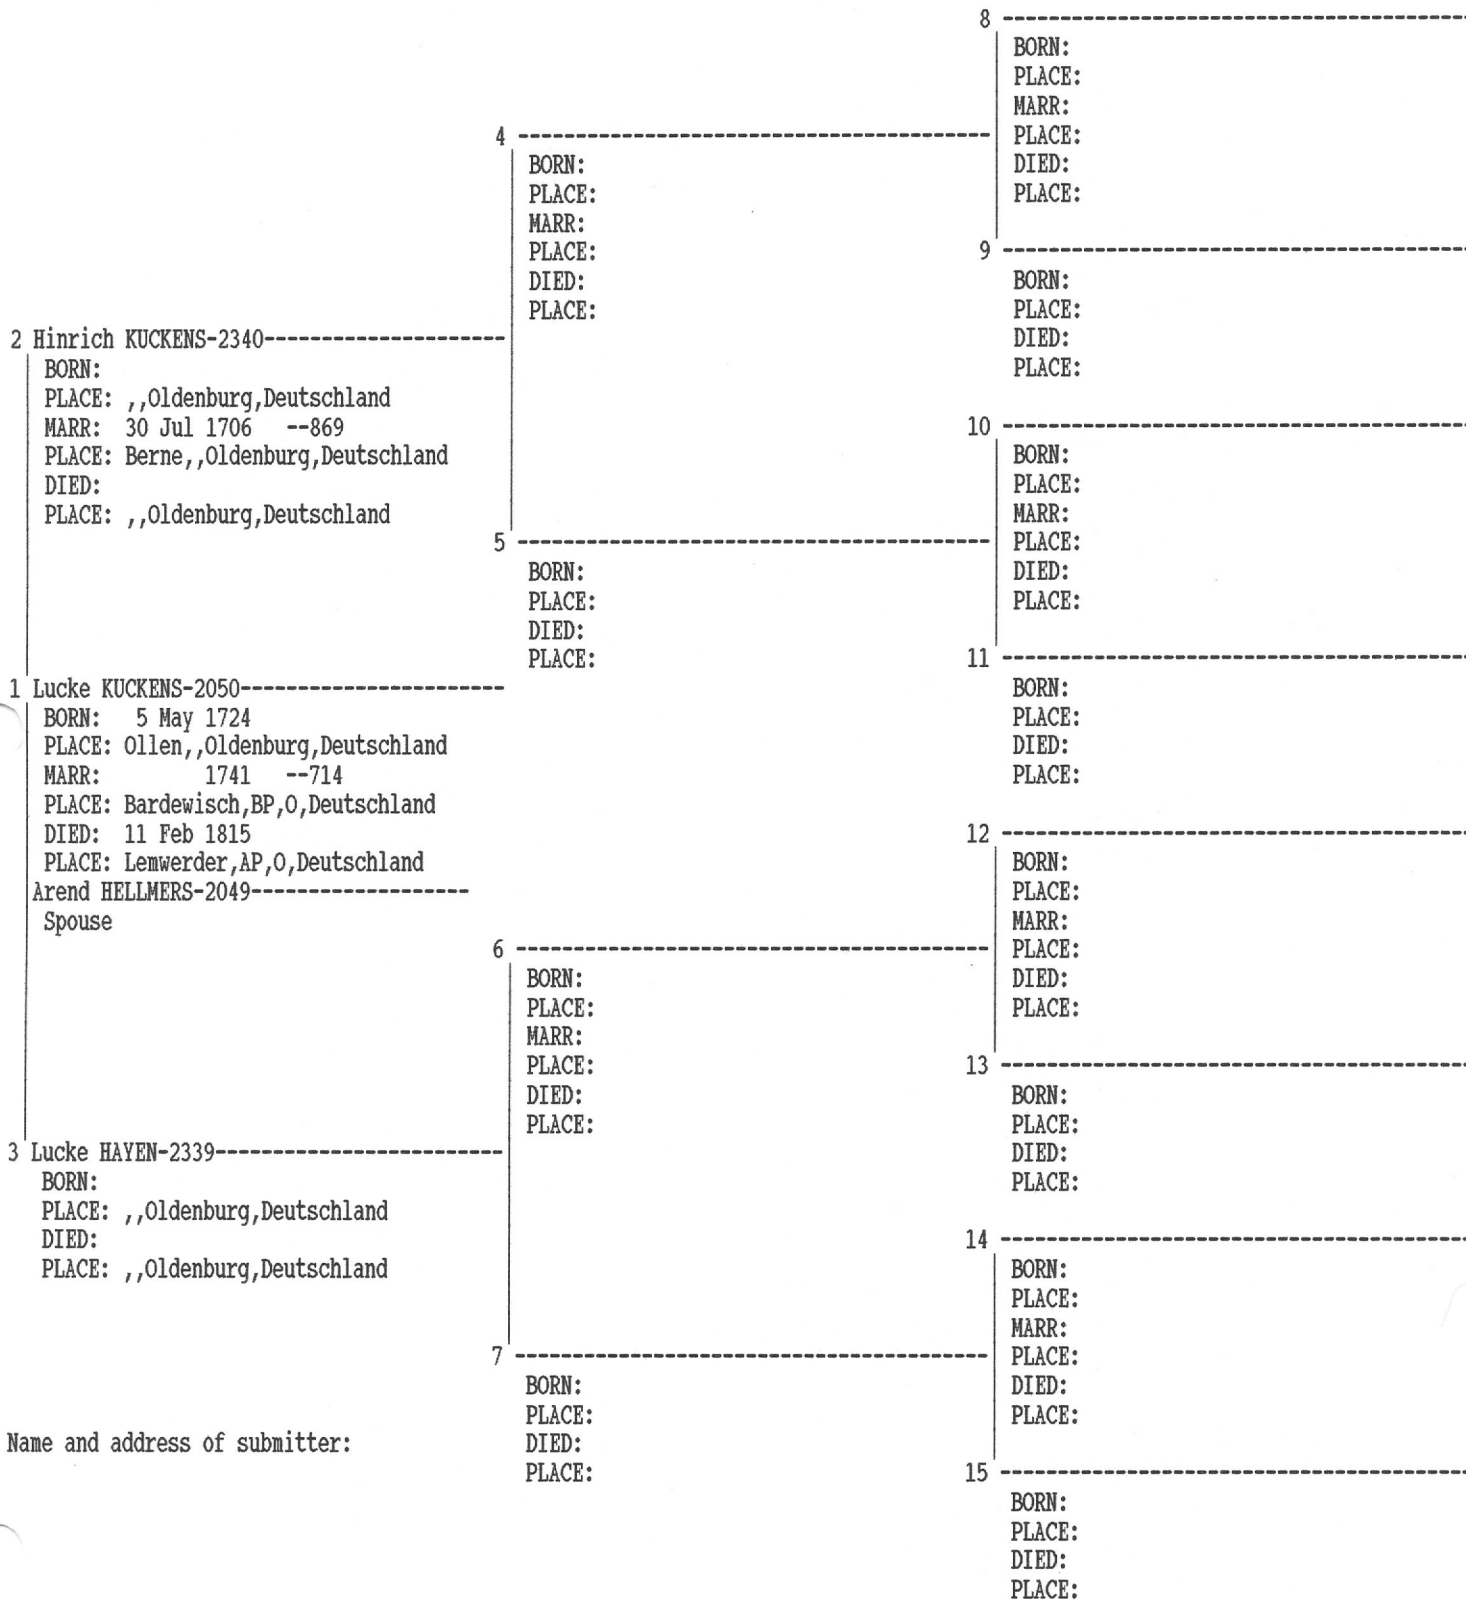 2 Hinrich KUCKENS-2340---------------------
BORN:
PLACE: ,,Oldenburg,Deutschland
MARR: 30 Jul 1706 --869
PLACE: Berne,,Oldenburg,Deutschland
DIED:
PLACE: ,,Oldenburg,Deutschland
1 Lucke KUCKENS-2050-----------------------
BORN: 5 May 1724
PLACE: Ollen,,Oldenburg,Deutschland
MARR: 1741 --714
PLACE: Bardewisch,BP,O,Deutschland
DIED: 11 Feb 1815
PLACE: Lemwerder,AP,O,Deutschland
Arend HELLMERS-2049-------------------
Spouse
3 Lucke HAYEN-2339-------------------------
BORN:
PLACE: ,,Oldenburg,Deutschland
DIED:
PLACE: ,,Oldenburg,Deutschland
Name and address of submitter:
4 -----------------------------------------
BORN:
PLACE:
MARR:
PLACE:
DIED:
PLACE:
5 -----------------------------------------
BORN:
PLACE:
DIED:
PLACE:
6 -----------------------------------------
BORN:
PLACE:
MARR:
PLACE:
DIED:
PLACE:
7 -----------------------------------------
BORN:
PLACE:
DIED:
PLACE:
8 -----------------------------------------
BORN:
PLACE:
MARR:
PLACE:
DIED:
PLACE:
9 -----------------------------------------
BORN:
PLACE:
DIED:
PLACE:
10 -----------------------------------------
BORN:
PLACE:
MARR:
PLACE:
DIED:
PLACE:
11 -----------------------------------------
BORN:
PLACE:
DIED:
PLACE:
12 -----------------------------------------
BORN:
PLACE:
MARR:
PLACE:
DIED:
PLACE:
13 -----------------------------------------
BORN:
PLACE:
DIED:
PLACE:
14 -----------------------------------------
BORN:
PLACE:
MARR:
PLACE:
DIED:
PLACE:
15 -----------------------------------------
BORN:
PLACE:
DIED:
PLACE: